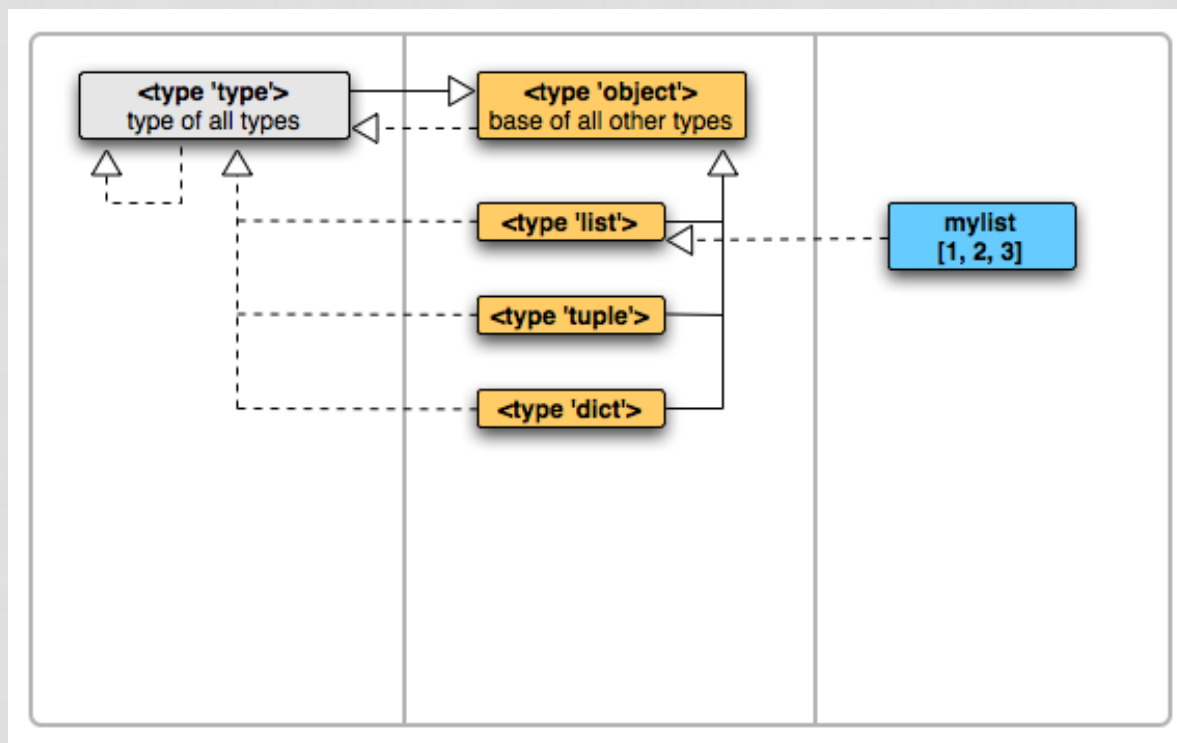 <type 'type'>
type of all types
<type 'object'>
base of all other types
<type 'list'>
mylist
[1, 2, 3]
<type 'tuple'>
<type 'dict'>